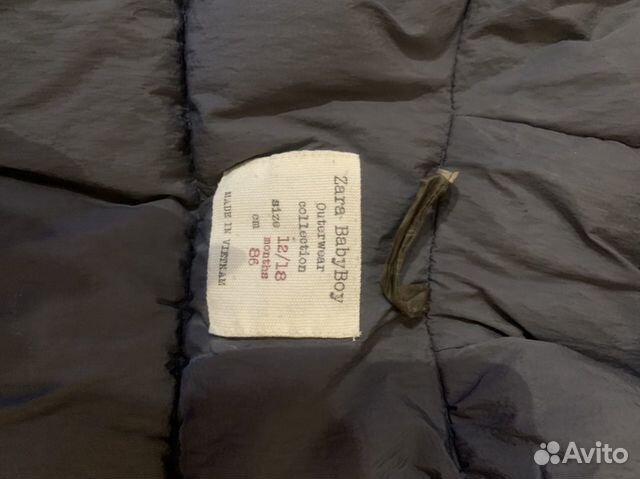 Zara BabyBoy
Outerwear
collection
size 12/18
months
cm 86
MADE IN VIETNAM
Avito